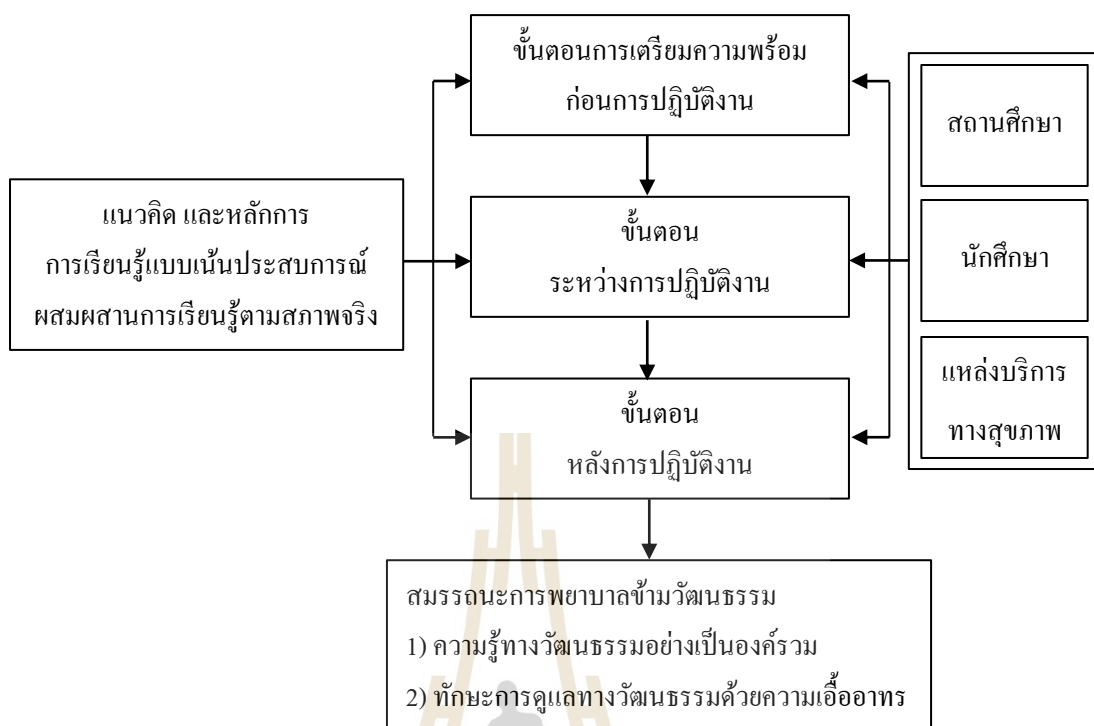 ขั้นตอนการเตรียมความพร้อม
ก่อนการปฏิบัติงาน
สถานศึกษา
แนวคิด และหลักการ
การเรียนรู้แบบเน้นประสบการณ์
ผสมผสานการเรียนรู้ตามสภาพจริง
ขั้นตอน
ระหว่างการปฏิบัติงาน
นักศึกษา
ขั้นตอน
หลังการปฏิบัติงาน
แหล่งบริการ
ทางสุขภาพ
สมรรถนะการพยาบาลข้ามวัฒนธรรม
1) ความรู้ทางวัฒนธรรมอย่างเป็นองค์รวม
2) ทักษะการดูแลทางวัฒนธรรมด้วยความเอื้ออาทร